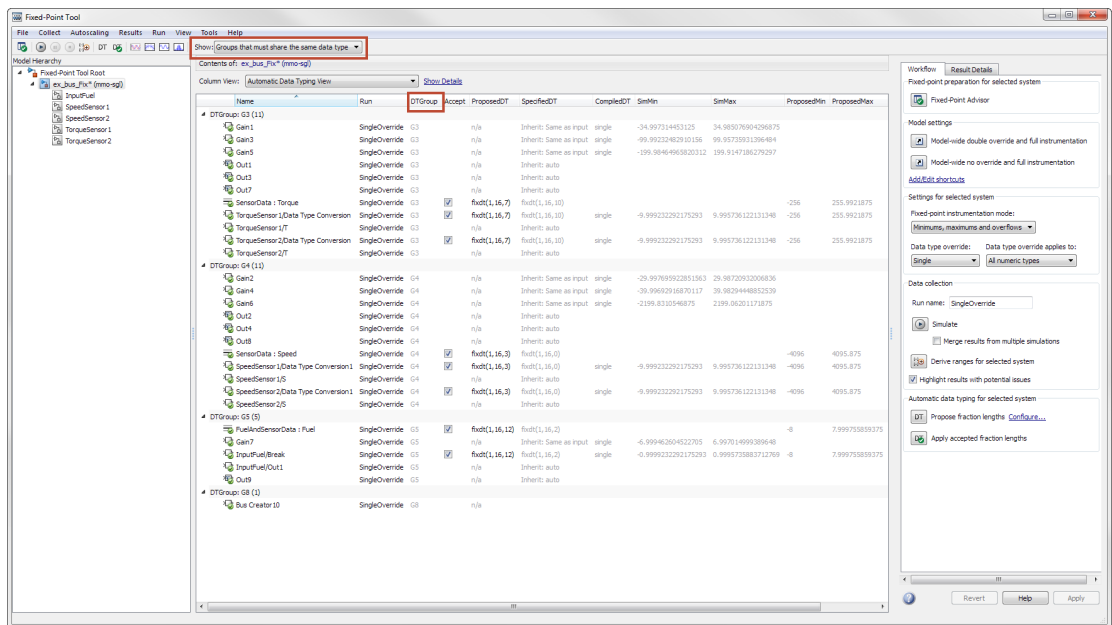 Fixed-Point Tool
File Collect Autoscaling Results Run View Tools Help
DT Show: Groups that must share the same data type
Model Hierarchy
Fixed-Point Tool Root
ex_bus_Fix* (mmo-sgl)
InputFuel
SpeedSensor1
SpeedSensor2
TorqueSensor1
TorqueSensor2
Contents of: ex_bus_Fix* (mmo-sgl)
Column View: Automatic Data Typing View Show Details
Name Run DTGroup Accept ProposedDT SpecifiedDT CompiledDT SimMin SimMax ProposedMin ProposedMax
DTGroup: G3 (11)
Gain1 SingleOverride G3 n/a Inherit: Same as input single -34.997314453125 34.985076904296875
Gain3 SingleOverride G3 n/a Inherit: Same as input single -99.99232482910156 99.95735931396484
Gain5 SingleOverride G3 n/a Inherit: Same as input single -199.98464965820312 199.9147186279297
Out1 SingleOverride G3 n/a Inherit: auto
Out3 SingleOverride G3 n/a Inherit: auto
Out7 SingleOverride G3 n/a Inherit: auto
SensorData : Torque SingleOverride G3 fixdt(1,16,7) fixdt(1,16,10) -256 255.9921875
TorqueSensor1/Data Type Conversion SingleOverride G3 fixdt(1,16,7) fixdt(1,16,10) single -9.999232292175293 9.995736122131348 -256 255.9921875
TorqueSensor1/T SingleOverride G3 n/a Inherit: auto
TorqueSensor2/Data Type Conversion SingleOverride G3 fixdt(1,16,7) fixdt(1,16,10) single -9.999232292175293 9.995736122131348 -256 255.9921875
TorqueSensor2/T SingleOverride G3 n/a Inherit: auto
DTGroup: G4 (11)
Gain2 SingleOverride G4 n/a Inherit: Same as input single -29.997695922851563 29.98720932006836
Gain4 SingleOverride G4 n/a Inherit: Same as input single -39.99692916870117 39.98294448852539
Gain6 SingleOverride G4 n/a Inherit: Same as input single -2199.8310546875 2199.06201171875
Out2 SingleOverride G4 n/a Inherit: auto
Out4 SingleOverride G4 n/a Inherit: auto
Out8 SingleOverride G4 n/a Inherit: auto
SensorData : Speed SingleOverride G4 fixdt(1,16,3) fixdt(1,16,0) -4096 4095.875
SpeedSensor1/Data Type Conversion1 SingleOverride G4 fixdt(1,16,3) fixdt(1,16,0) single -9.999232292175293 9.995736122131348 -4096 4095.875
SpeedSensor1/S SingleOverride G4 n/a Inherit: auto
SpeedSensor2/Data Type Conversion1 SingleOverride G4 fixdt(1,16,3) fixdt(1,16,0) single -9.999232292175293 9.995736122131348 -4096 4095.875
SpeedSensor2/S SingleOverride G4 n/a Inherit: auto
DTGroup: G5 (5)
FuelAndSensorData : Fuel SingleOverride G5 fixdt(1,16,12) fixdt(1,16,2) -8 7.999755859375
Gain7 SingleOverride G5 n/a Inherit: Same as input single -6.999462604522705 6.997014999389648
InputFuel/Break SingleOverride G5 fixdt(1,16,12) fixdt(1,16,2) single -0.9999232292175293 0.9995735883712769 -8 7.999755859375
InputFuel/Out1 SingleOverride G5 n/a Inherit: auto
Out9 SingleOverride G5 n/a Inherit: auto
DTGroup: G8 (1)
Bus Creator10 SingleOverride G8 n/a
Workflow Result Details
Fixed-point preparation for selected system
Fixed-Point Advisor
Model settings
Model-wide double override and full instrumentation
Model-wide no override and full instrumentation
Add/Edit shortcuts
Settings for selected system
Fixed-point instrumentation mode:
Minimums, maximums and overflows
Data type override: Data type override applies to:
Single All numeric types
Data collection
Run name: SingleOverride
Simulate
Merge results from multiple simulations
Derive ranges for selected system
Highlight results with potential issues
Automatic data typing for selected system
DT Propose fraction lengths Configure...
Apply accepted fraction lengths
Revert Help Apply